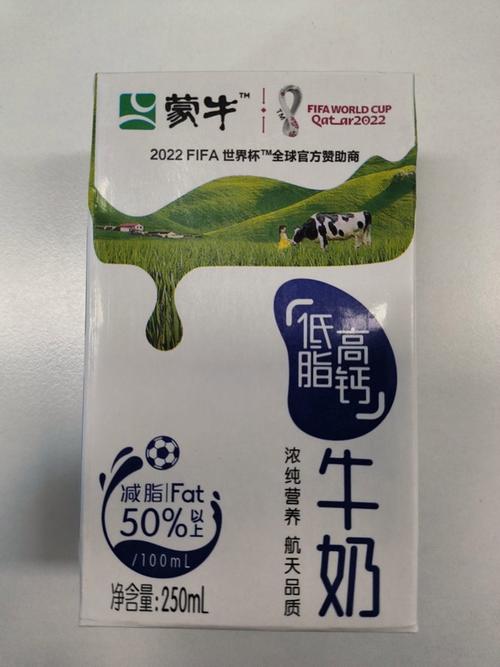 蒙牛™
FIFA WORLD CUP
Qatar2022
TM
2022 FIFA 世界杯™全球官方赞助商
低脂
高钙
牛奶
浓纯营养 航天品质
减脂|Fat
50%以上
/100mL
净含量:250mL